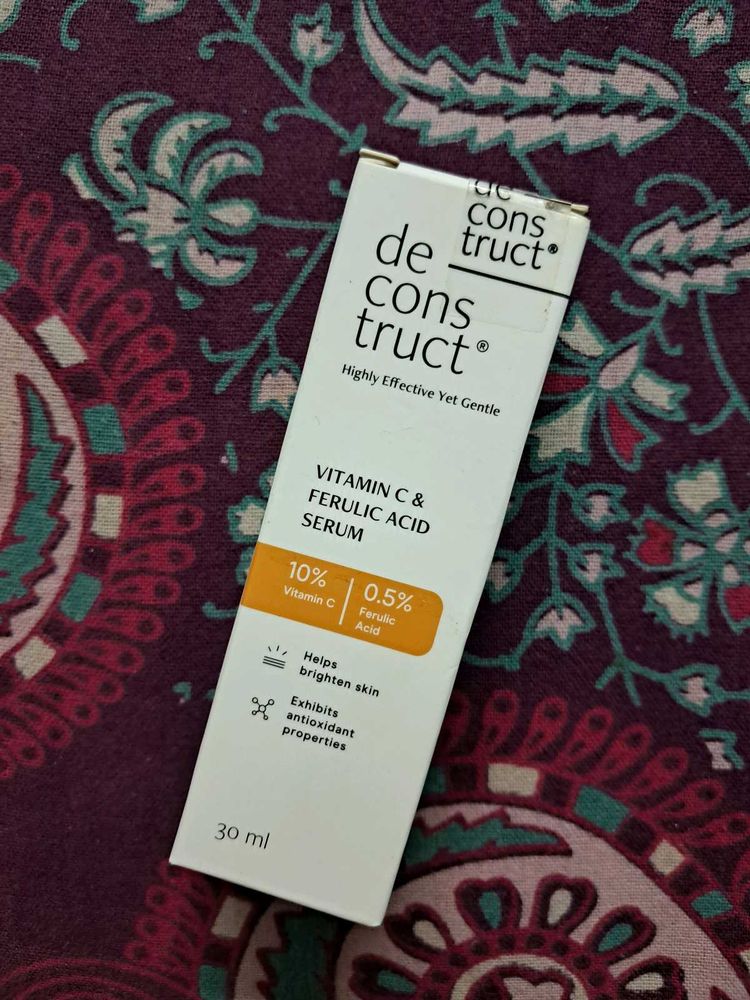 de
cons
truct®
de
cons
truct®
Highly Effective Yet Gentle
VITAMIN C &
FERULIC ACID
SERUM
10%
Vitamin C
0.5%
Ferulic
Acid
Helps
brighten skin
Exhibits
antioxidant
properties
30 ml